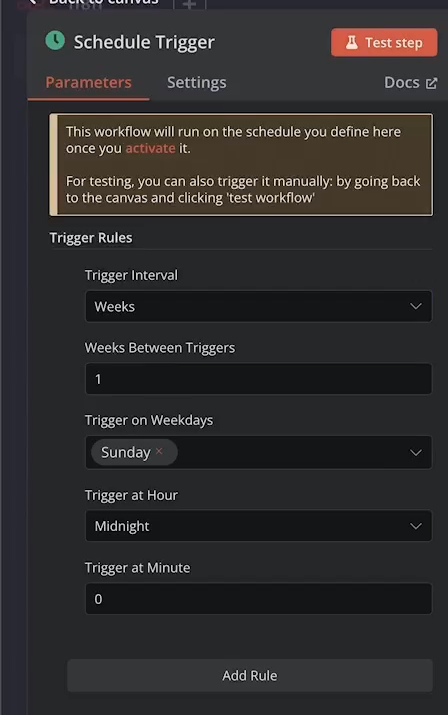 Back to canvas
Schedule Trigger
Test step
Parameters
Settings
Docs
This workflow will run on the schedule you define here
once you activate it.
For testing, you can also trigger it manually: by going back
to the canvas and clicking 'test workflow'
Trigger Rules
Trigger Interval
Weeks
Weeks Between Triggers
1
Trigger on Weekdays
Sunday ×
Trigger at Hour
Midnight
Trigger at Minute
0
Add Rule